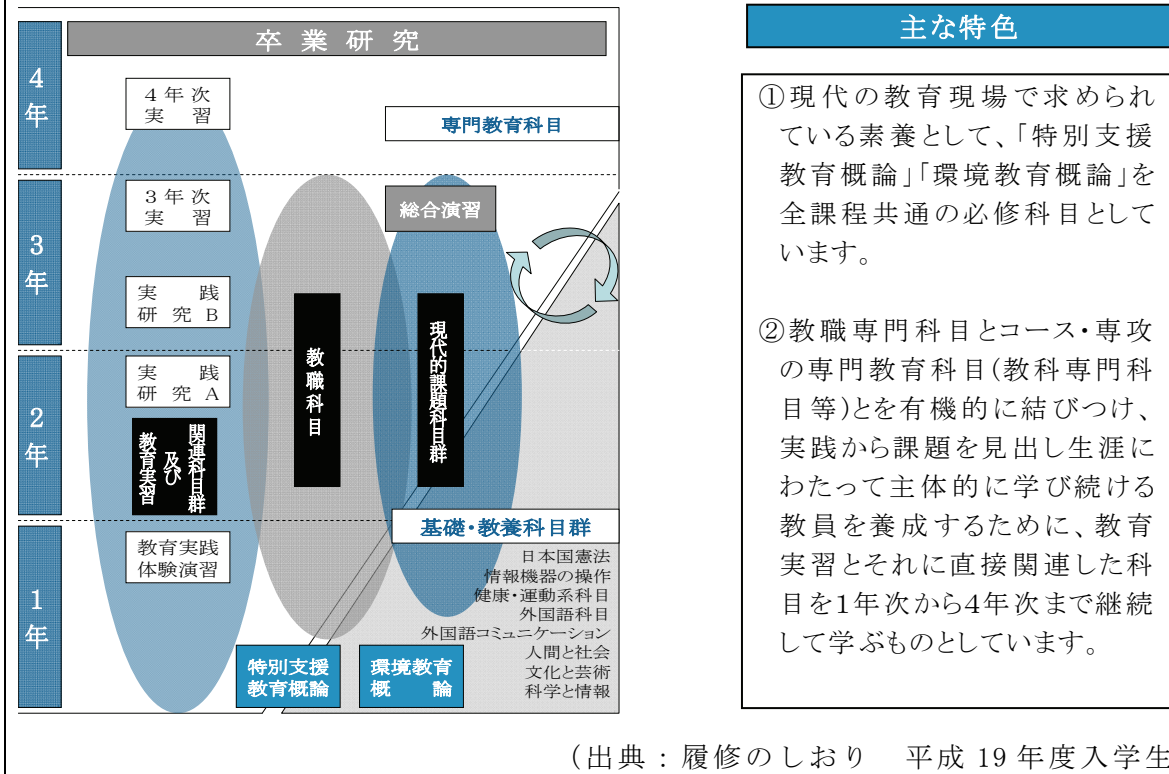 卒業研究
4年
4年次
実習
専門教育科目
3年
3年次
実習
総合演習
実践
研究B
教職科目
現代的課題科目群
2年
実践
研究A
教育実習
及び
関連科目群
1年
教育実践
体験演習
基礎・教養科目群
日本国憲法
情報機器の操作
健康・運動系科目
外国語科目
外国語コミュニケーション
人間と社会
文化と芸術
科学と情報
特別支援
教育概論
環境教育
概論
主な特色
①現代の教育現場で求められ
ている素養として、「特別支援
教育概論」「環境教育概論」を
全課程共通の必修科目として
います。
②教職専門科目とコース・専攻
の専門教育科目(教科専門科
目等)とを有機的に結びつけ、
実践から課題を見出し生涯に
わたって主体的に学び続ける
教員を養成するために、教育
実習とそれに直接関連した科
目を1年次から4年次まで継続
して学ぶものとしています。
(出典：履修のしおり 平成19年度入学生